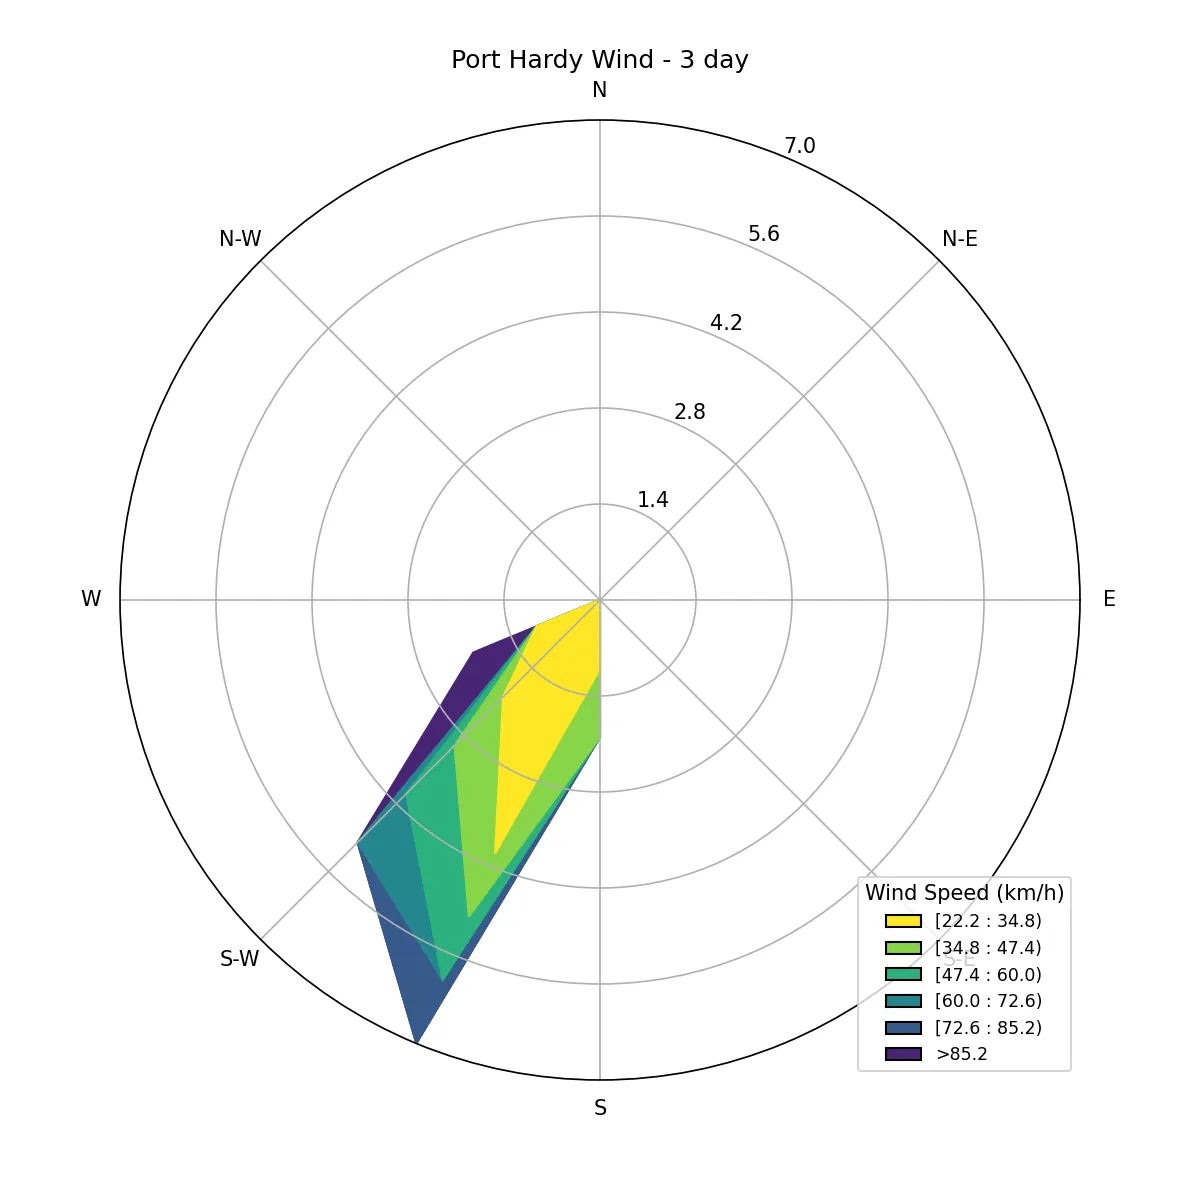 Port Hardy Wind - 3 day
N
7.0
N-W
5.6
N-E
4.2
2.8
1.4
W
E
S-W
S-E
S
Wind Speed (km/h)
[22.2 : 34.8)
[34.8 : 47.4)
[47.4 : 60.0)
[60.0 : 72.6)
[72.6 : 85.2)
>85.2